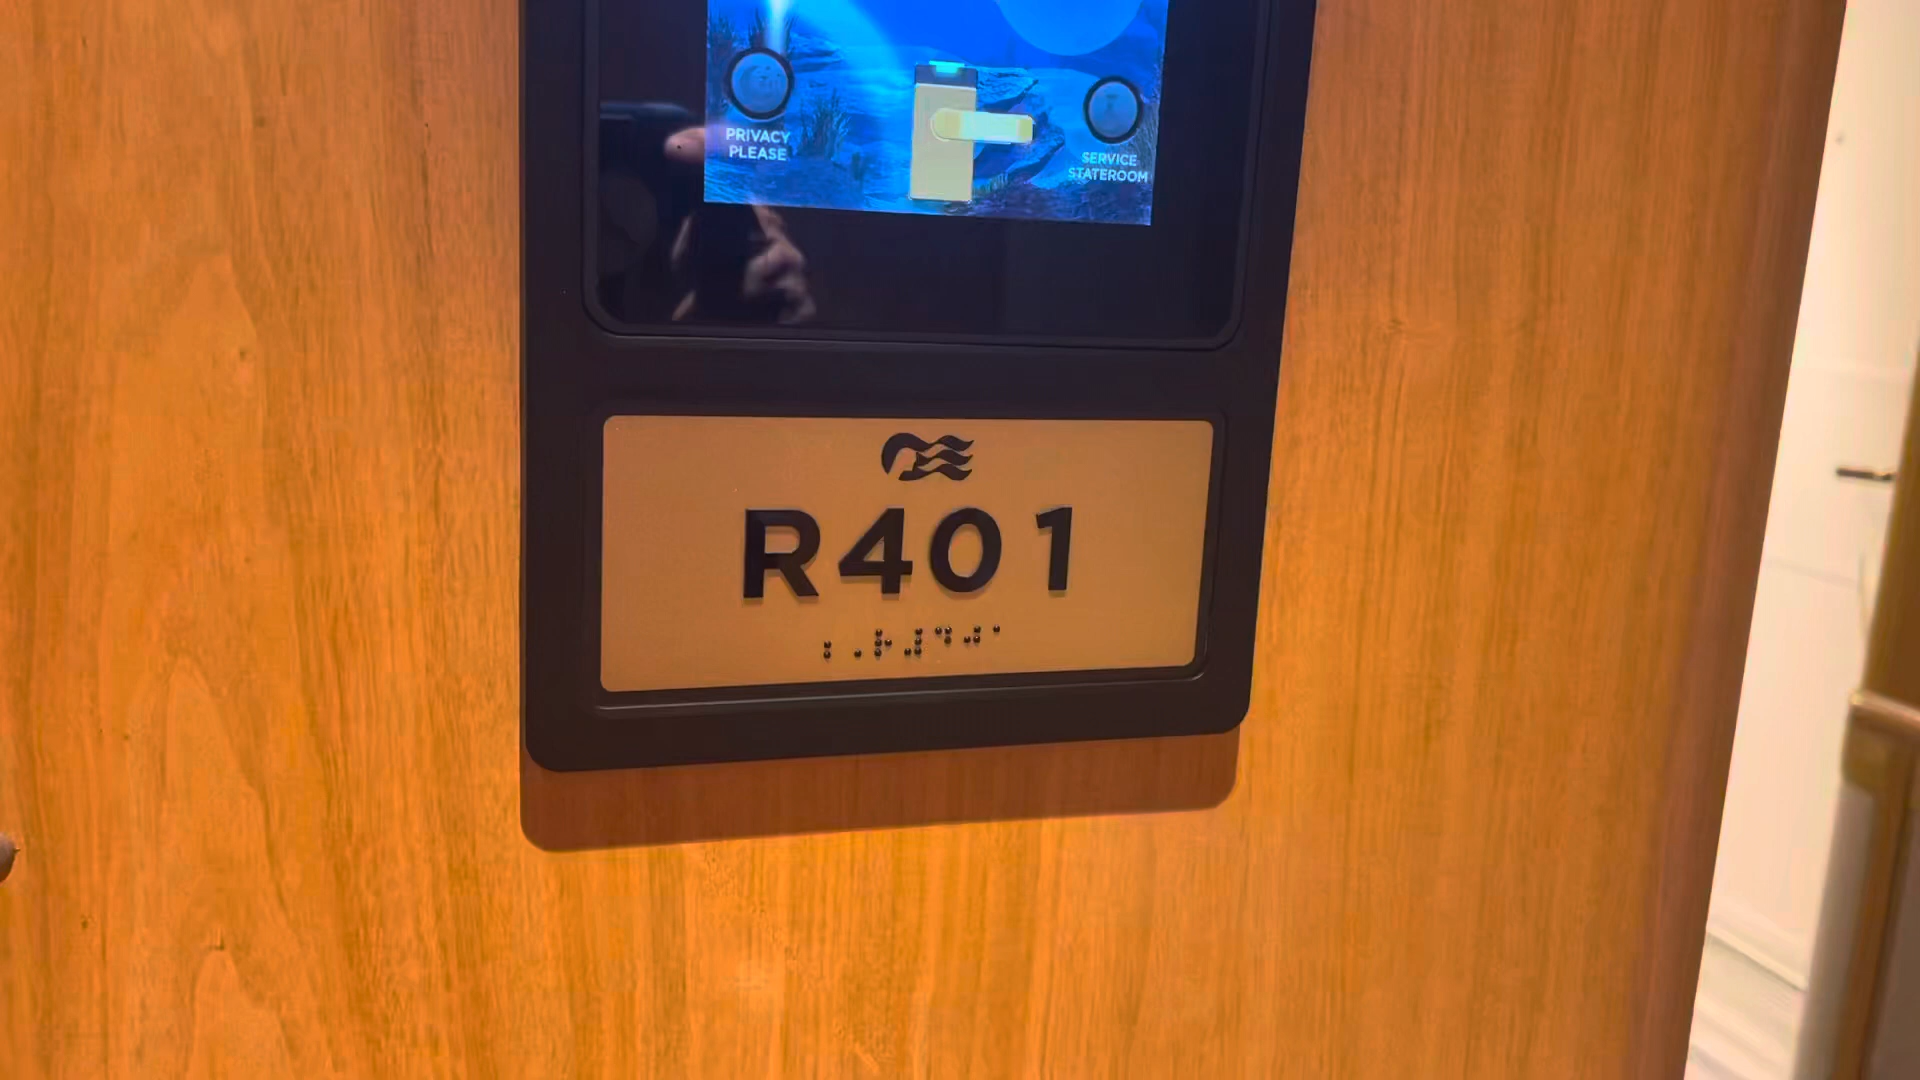 PRIVACY
PLEASE
SERVICE
STATEROOM
R401